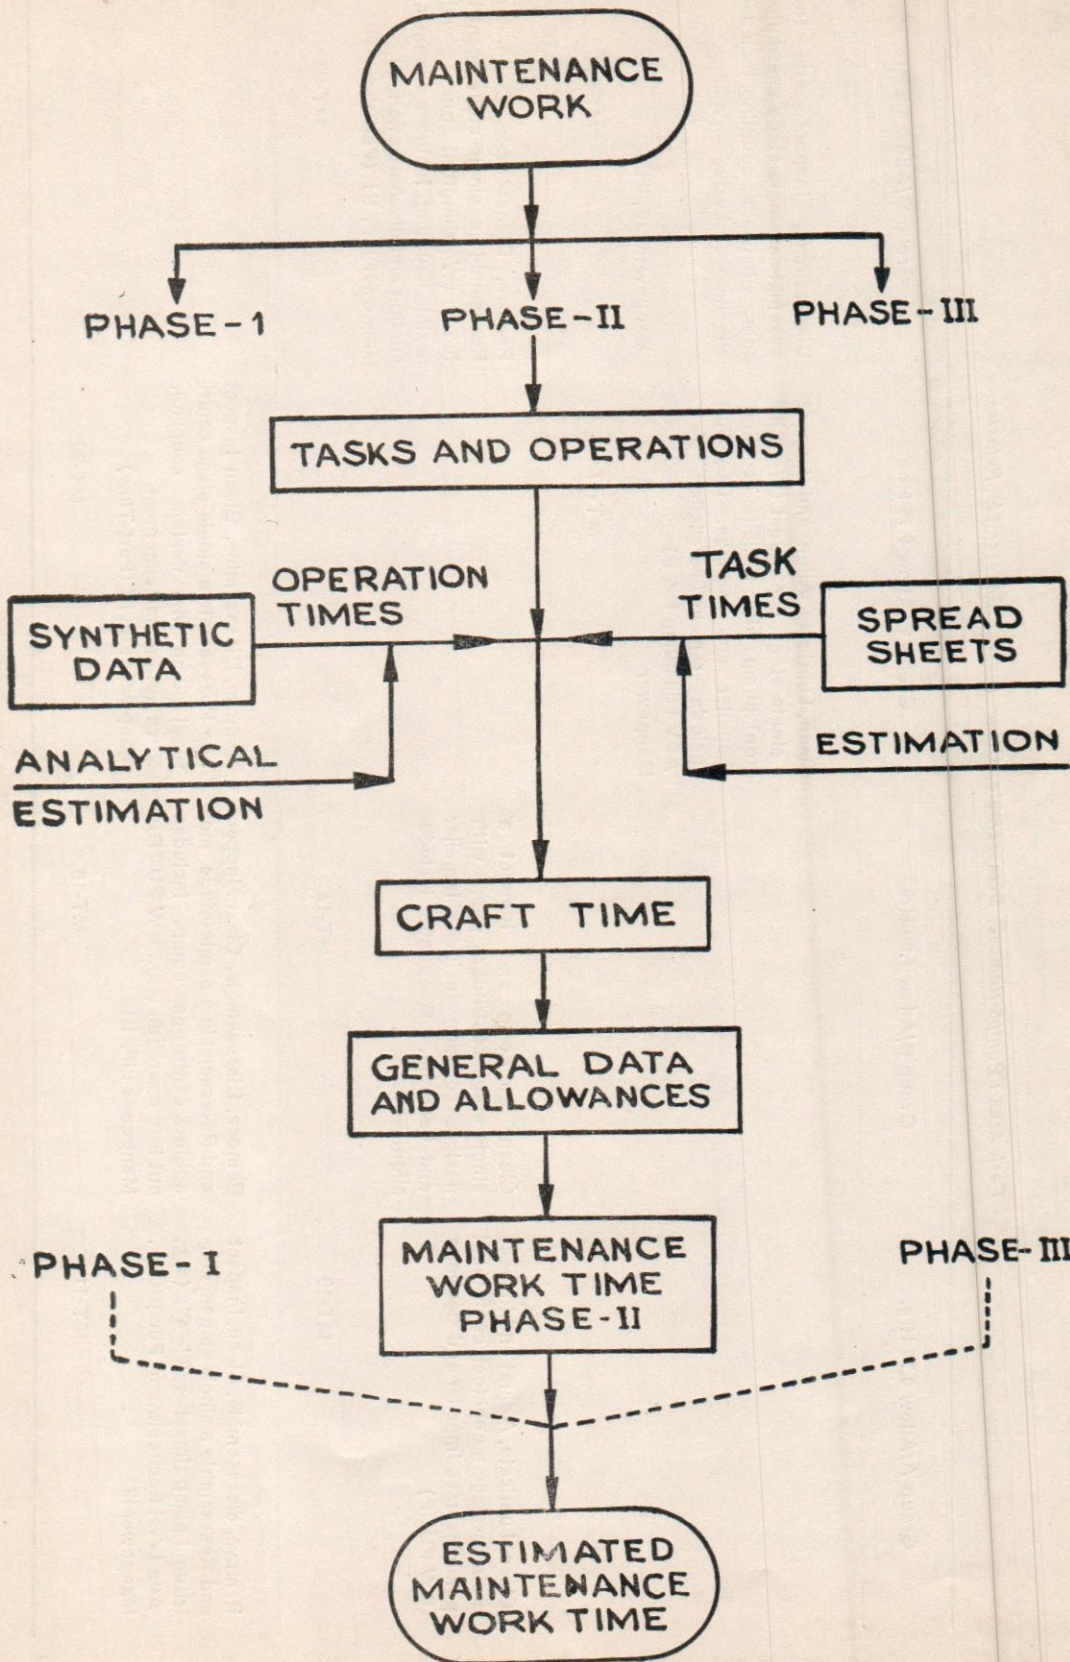 MAINTENANCE
WORK
PHASE-1
PHASE-II
PHASE-III
TASKS AND OPERATIONS
OPERATION
TIMES
TASK
TIMES
SYNTHETIC
DATA
SPREAD
SHEETS
ANALYTICAL
ESTIMATION
ESTIMATION
CRAFT TIME
GENERAL DATA
AND ALLOWANCES
PHASE-I
MAINTENANCE
WORK TIME
PHASE-II
PHASE-III
ESTIMATED
MAINTENANCE
WORK TIME